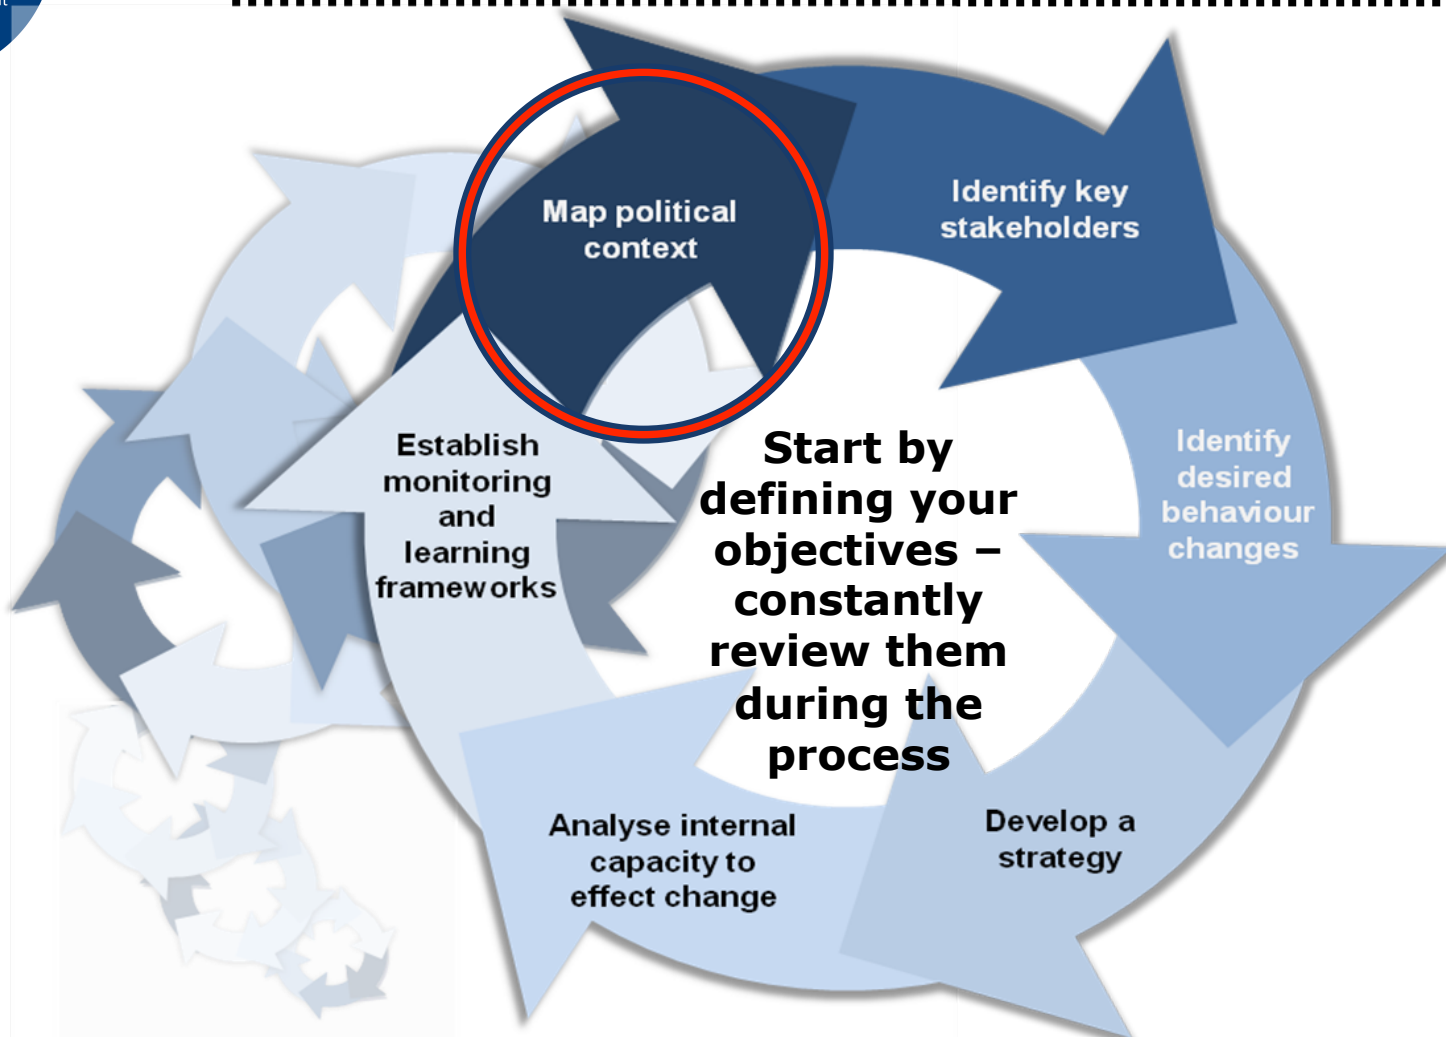 Map political
context
Identify key
stakeholders
Identify
desired
behaviour
changes
Develop a
strategy
Analyse internal
capacity to
effect change
Establish
monitoring
and
learning
frameworks
Start by
defining your
objectives –
constantly
review them
during the
process